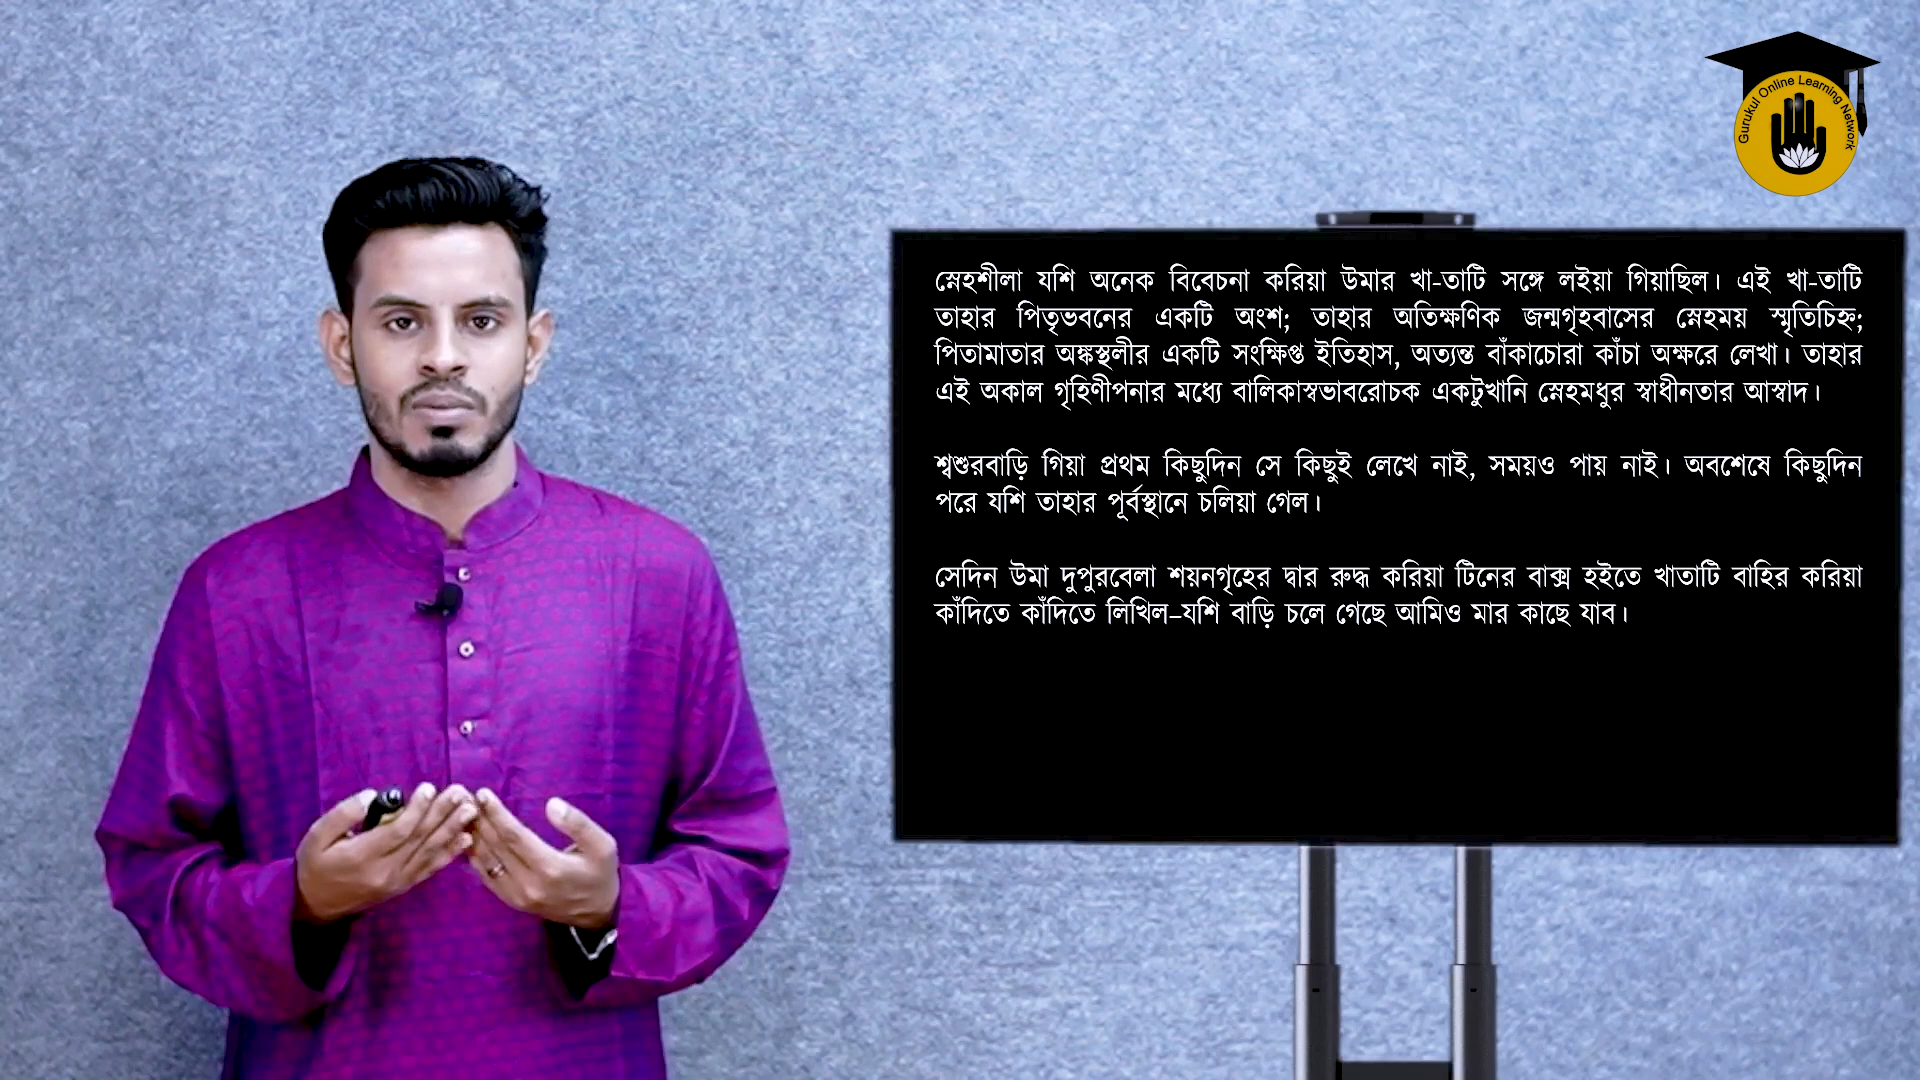 Gurukul Online Learning Network
স্নেহশীলা যশি অনেক বিবেচনা করিয়া উমার খা-তাটি সঙ্গে লইয়া গিয়াছিল। এই খা-তাটি
তাহার পিতৃভবনের একটি অংশ; তাহার অতিক্ষণিক জন্মগৃহবাসের স্নেহময় স্মৃতিচিহ্ন;
পিতামাতার অঙ্কস্থলীর একটি সংক্ষিপ্ত ইতিহাস, অত্যন্ত বাঁকাচোরা কাঁচা অক্ষরে লেখা। তাহার
এই অকাল গৃহিণীপনার মধ্যে বালিকাস্বভাবরোচক একটুখানি স্নেহমধুর স্বাধীনতার আস্বাদ।
শ্বশুরবাড়ি গিয়া প্রথম কিছুদিন সে কিছুই লেখে নাই, সময়ও পায় নাই। অবশেষে কিছুদিন
পরে যশি তাহার পূর্বস্থানে চলিয়া গেল।
সেদিন উমা দুপুরবেলা শয়নগৃহের দ্বার রুদ্ধ করিয়া টিনের বাক্স হইতে খাতাটি বাহির করিয়া
কাঁদিতে কাঁদিতে লিখিল–যশি বাড়ি চলে গেছে আমিও মার কাছে যাব।